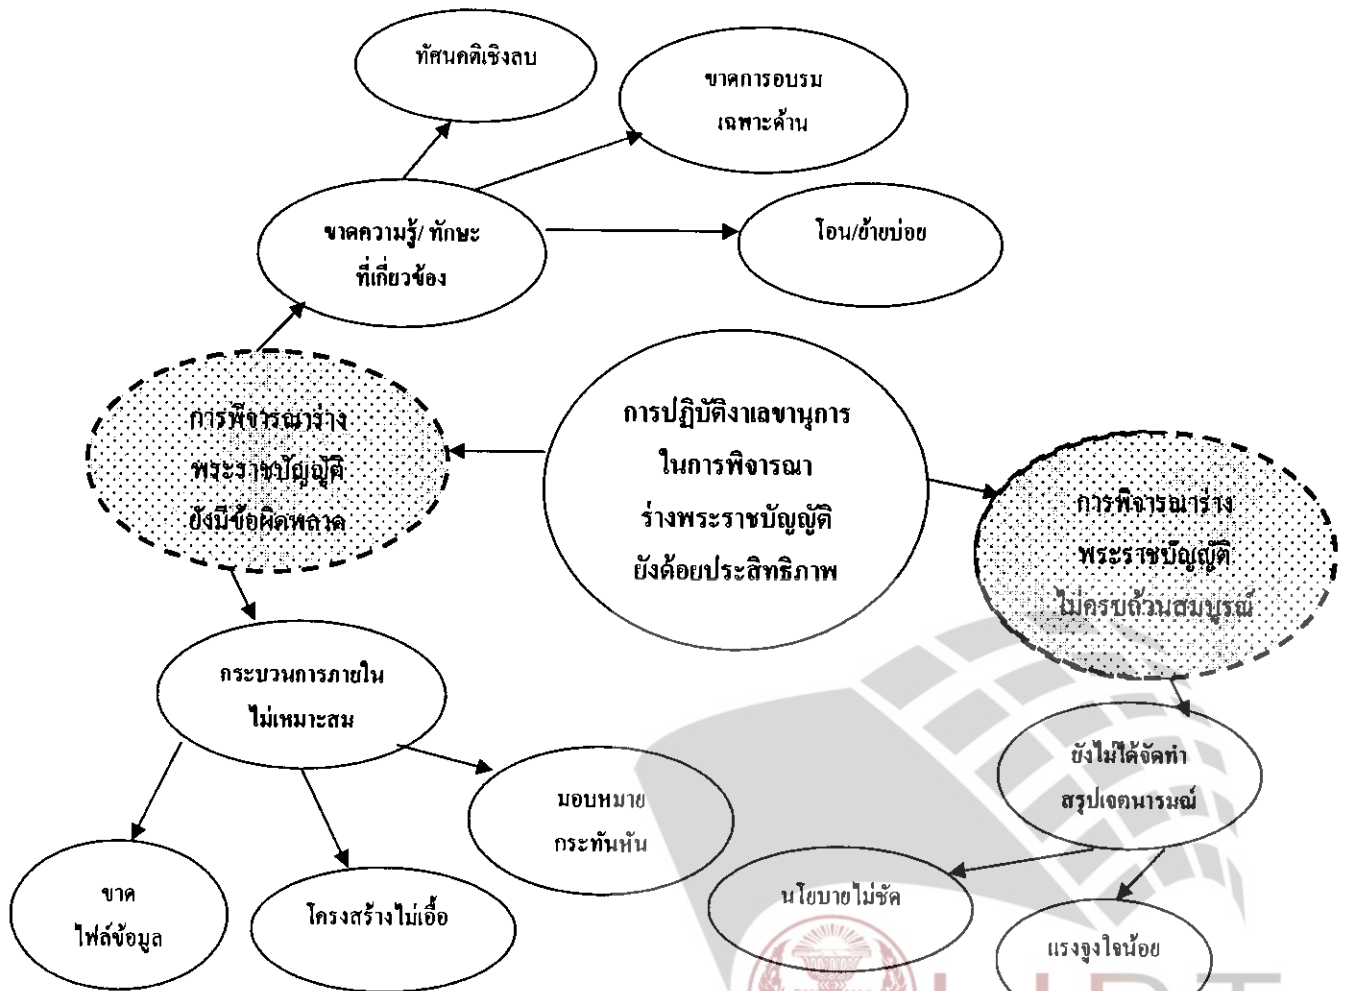 ทัศนคติเชิงลบ
ขาดการอบรม
เฉพาะด้าน
ขาดความรู้/ ทักษะ
ที่เกี่ยวข้อง
โอน/ย้ายบ่อย
การพิจารณาร่าง
พระราชบัญญัติ
ยังมีข้อผิดพลาด
การปฏิบัติงาเลขานุการ
ในการพิจารณา
ร่างพระราชบัญญัติ
ยังด้อยประสิทธิภาพ
การพิจารณาร่าง
พระราชบัญญัติ
ไม่ครบถ้วนสมบูรณ์
กระบวนการภายใน
ไม่เหมาะสม
มอบหมาย
กระทันหัน
ยังไม่ได้จัดทำ
สรุปเจตนารมณ์
ขาด
ไฟล์ข้อมูล
โครงสร้างไม่เอื้อ
นโยบายไม่ชัด
แรงจูงใจน้อย